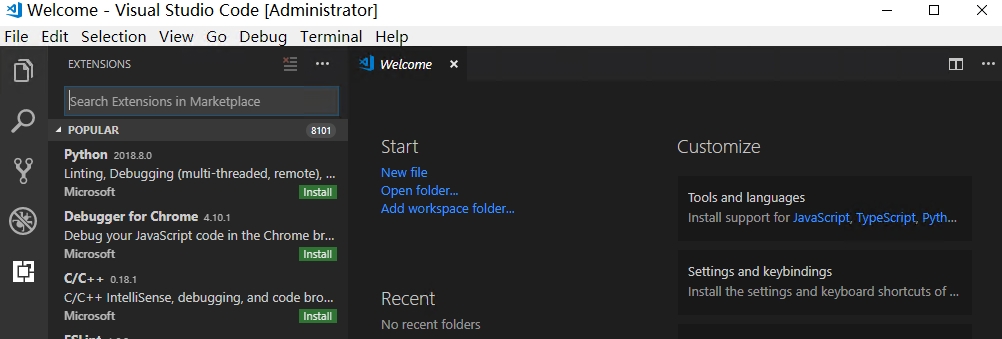 Welcome - Visual Studio Code [Administrator]
File Edit Selection View Go Debug Terminal Help
EXTENSIONS
Search Extensions in Marketplace
POPULAR 8101
Python 2018.8.0
Linting, Debugging (multi-threaded, remote), ...
Microsoft Install
Debugger for Chrome 4.10.1
Debug your JavaScript code in the Chrome br...
Microsoft Install
C/C++ 0.18.1
C/C++ IntelliSense, debugging, and code bro...
Microsoft Install
Welcome
Start
New file
Open folder...
Add workspace folder...
Recent
No recent folders
Customize
Tools and languages
Install support for JavaScript, TypeScript, Pyth...
Settings and keybindings
Install the settings and keyboard shortcuts of ...